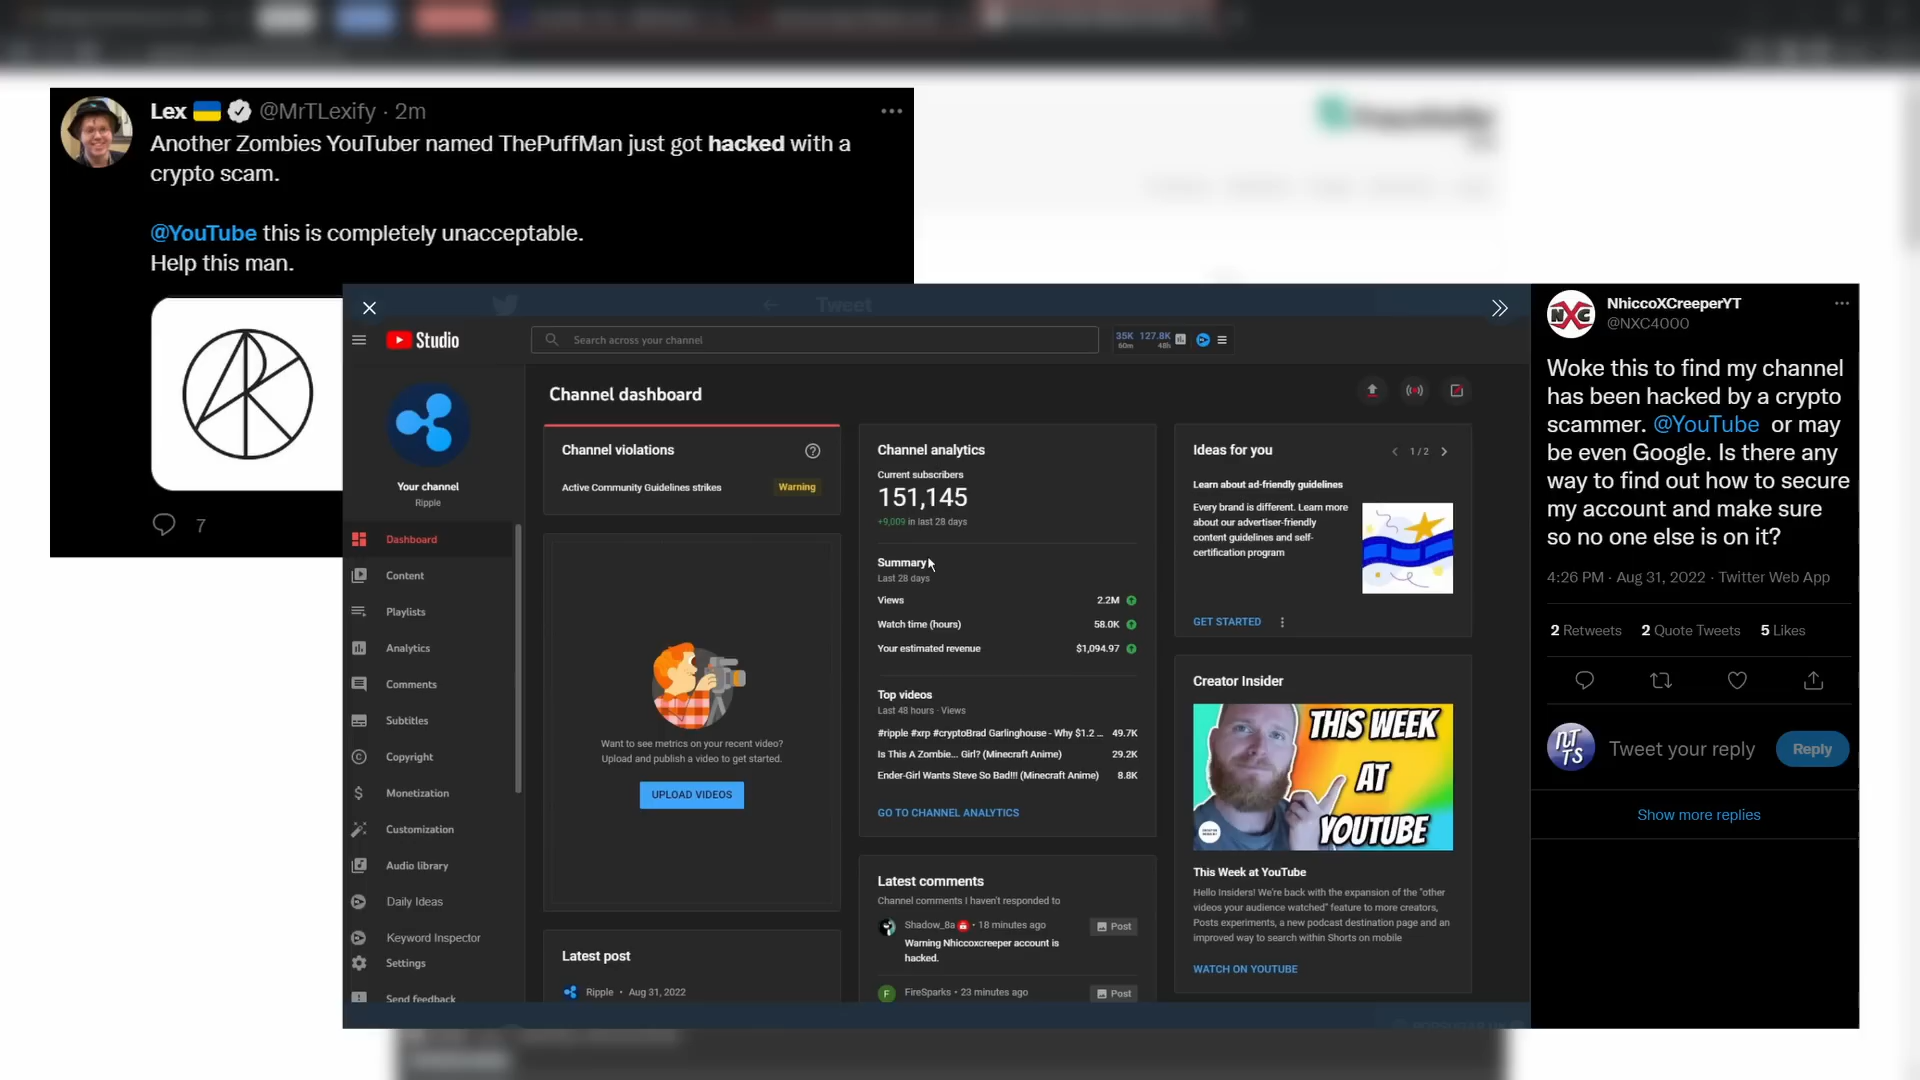 Lex @MrTLexify · 2m
Another Zombies YouTuber named ThePuffMan just got hacked with a
crypto scam.
@YouTube this is completely unacceptable.
Help this man.
7
Tweet
Studio
Search across your channel
35K 127.8K
60m 48h
Your channel
Ripple
Dashboard
Content
Playlists
Analytics
Comments
Subtitles
Copyright
Monetization
Customization
Audio library
Daily Ideas
Keyword Inspector
Settings
Send feedback
Channel dashboard
Channel violations
Active Community Guidelines strikes Warning
Want to see metrics on your recent video?
Upload and publish a video to get started.
UPLOAD VIDEOS
Latest post
Ripple • Aug 31, 2022
Channel analytics
Current subscribers
151,145
+9,009 in last 28 days
Summary
Last 28 days
Views 2.2M
Watch time (hours) 58.0K
Your estimated revenue $1,094.97
Top videos
Last 48 hours · Views
#ripple #xrp #cryptoBrad Garlinghouse - Why $1.2 ... 49.7K
Is This A Zombie... Girl? (Minecraft Anime) 29.2K
Ender-Girl Wants Steve So Bad!!! (Minecraft Anime) 8.8K
GO TO CHANNEL ANALYTICS
Latest comments
Channel comments I haven't responded to
Shadow_8a • 18 minutes ago
Post
Warning Nhiccoxcreeper account is
hacked.
F
FireSparks • 23 minutes ago
Post
Ideas for you
1 / 2
Learn about ad-friendly guidelines
Every brand is different. Learn more
about our advertiser-friendly
content guidelines and self-
certification program
GET STARTED
Creator Insider
THIS WEEK
AT
YOUTUBE
This Week at YouTube
Hello Insiders! We're back with the expansion of the "other
videos your audience watched" feature to more creators,
Posts experiments, a new podcast destination page and an
improved way to search within Shorts on mobile
WATCH ON YOUTUBE
NXC
NhiccoXCreeperYT
@NXC4000
Woke this to find my channel
has been hacked by a crypto
scammer. @YouTube or may
be even Google. Is there any
way to find out how to secure
my account and make sure
so no one else is on it?
4:26 PM · Aug 31, 2022 · Twitter Web App
2 Retweets 2 Quote Tweets 5 Likes
Tweet your reply
Reply
Show more replies